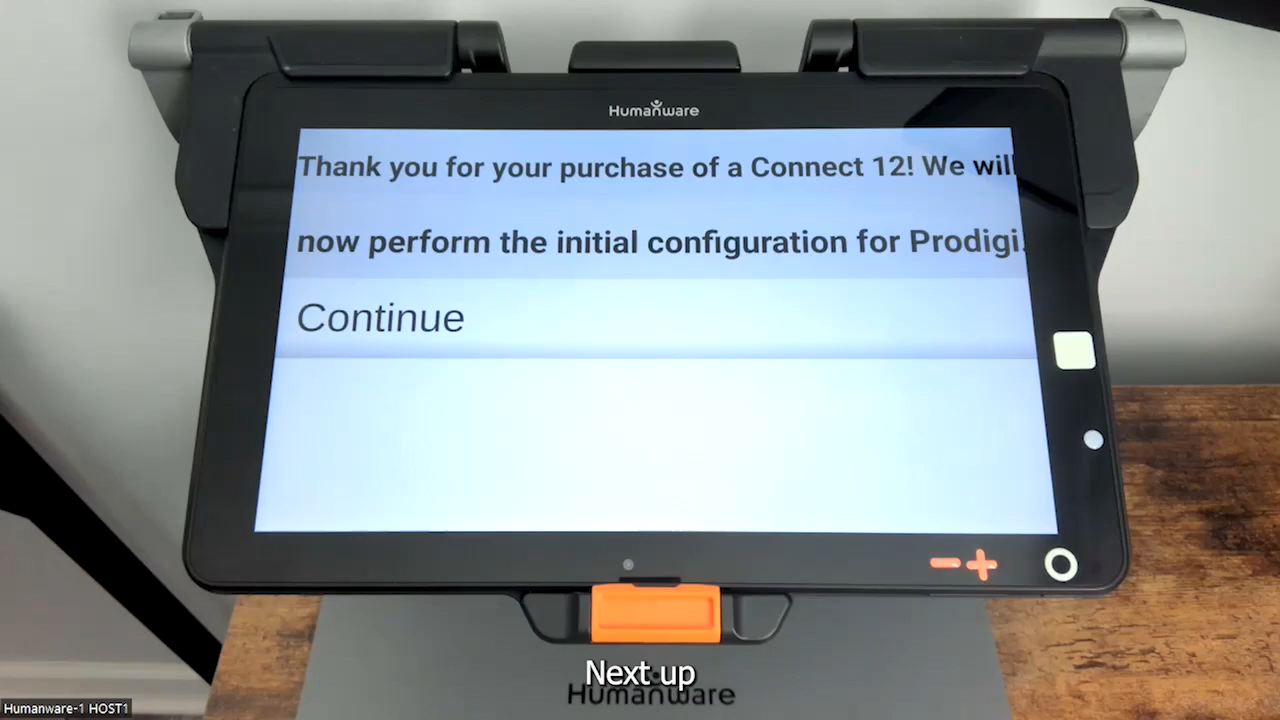 Humanware
Thank you for your purchase of a Connect 12! We will
now perform the initial configuration for Prodigi.
Continue
Next up
Humanware
Humanware-1 HOST1